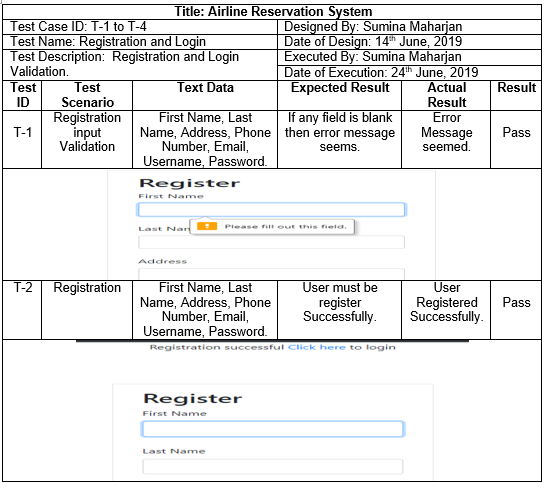 Title: Airline Reservation System
Test Case ID: T-1 to T-4
Designed By: Sumina Maharjan
Test Name: Registration and Login
Date of Design: 14th June, 2019
Test Description:  Registration and Login
Validation.
Executed By: Sumina Maharjan
Date of Execution: 24th June, 2019
Test
ID
Test
Scenario
Text Data
Expected Result
Actual
Result
Result
T-1
Registration
input
Validation
First Name, Last
Name, Address, Phone
Number, Email,
Username, Password.
If any field is blank
then error message
seems.
Error
Message
seemed.
Pass
Register
First Name
Please fill out this field.
Last Nam
Address
T-2
Registration
First Name, Last
Name, Address, Phone
Number, Email,
Username, Password.
User must be
register
Successfully.
User
Registered
Successfully.
Pass
Registration successful Click here to login
Register
First Name
Last Name